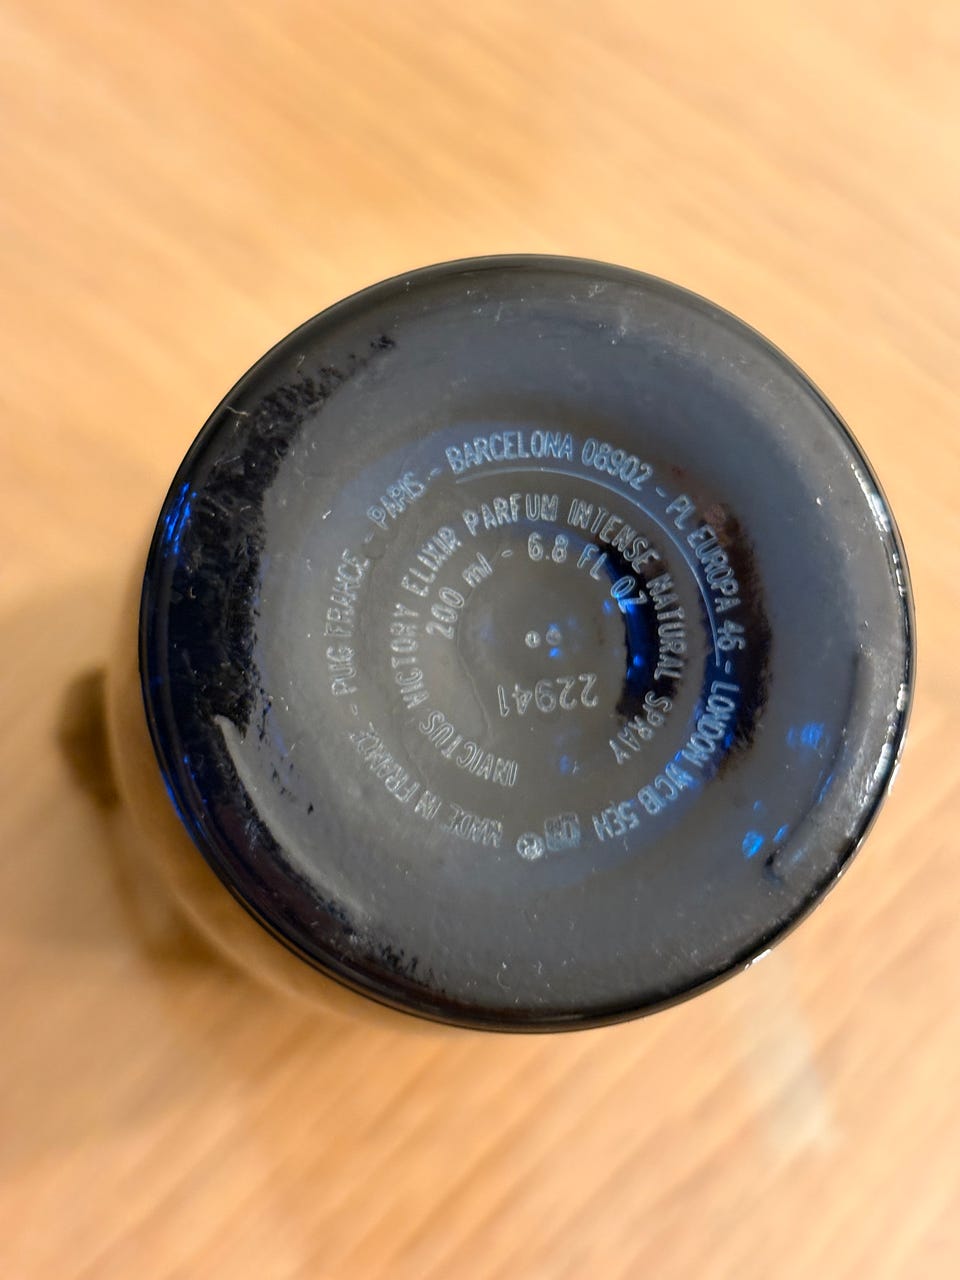 MADE IN FRANCE - PUIG FRANCE - PARIS - BARCELONA 08902 - PL EUROPA 46 - LONDON WC1B 5EH
INVICTUS VICTORY ELIXIR PARFUM INTENSE NATURAL SPRAY
200 ml - 6.8 FL OZ
22941